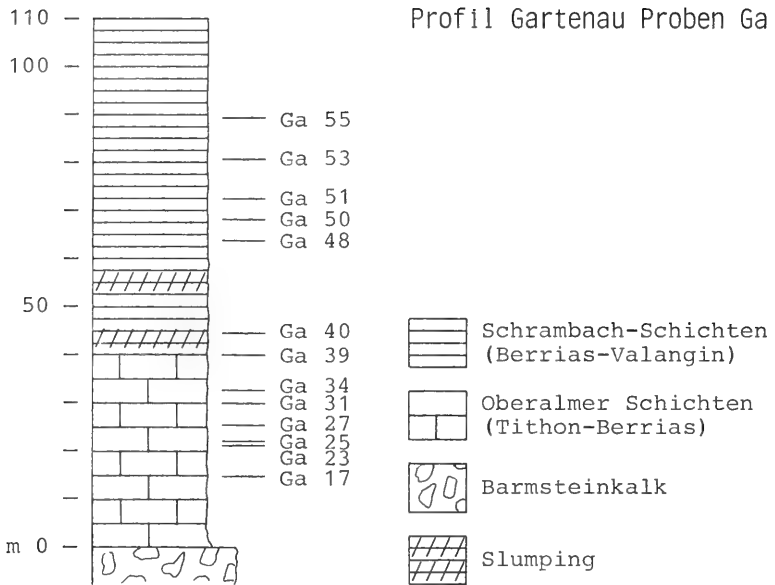 Profil Gartenau Proben Ga
110
100
50
m 0
Ga 55
Ga 53
Ga 51
Ga 50
Ga 48
Ga 40
Ga 39
Ga 34
Ga 31
Ga 27
Ga 25
Ga 23
Ga 17
Schrambach-Schichten
(Berrias-Valangin)
Oberalmer Schichten
(Tithon-Berrias)
Barmsteinkalk
Slumping